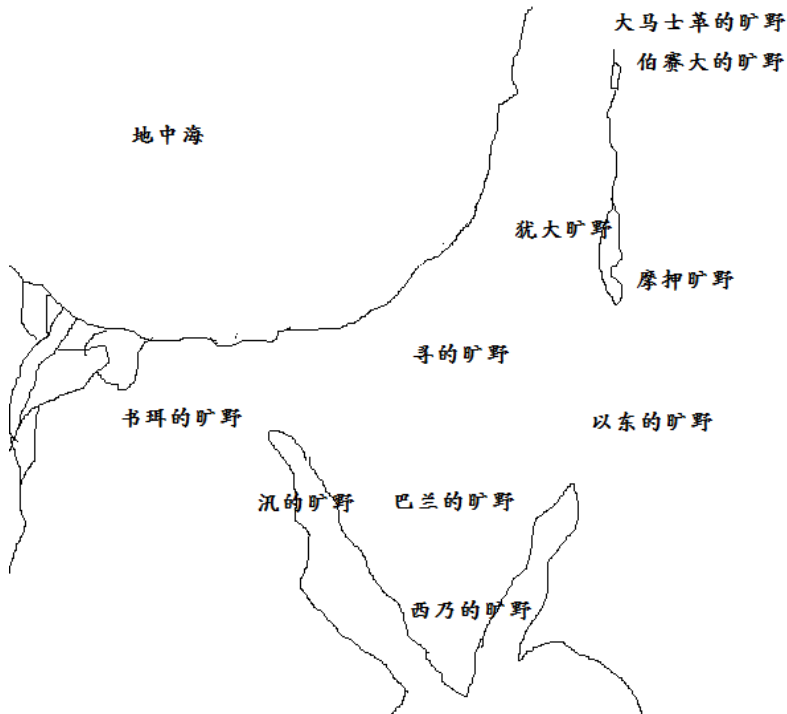 大马士革的旷野
伯赛大的旷野
地中海
犹大旷野
摩押旷野
寻的旷野
书珥的旷野
以东的旷野
汛的旷野
巴兰的旷野
西乃的旷野